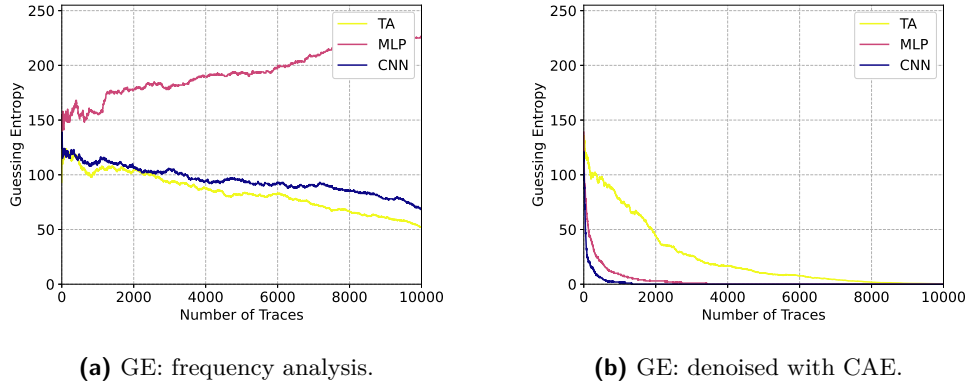 250
200
150
100
50
0
Guessing Entropy
TA
MLP
CNN
0 2000 4000 6000 8000 10000
Number of Traces
(a) GE: frequency analysis.
250
200
150
100
50
0
Guessing Entropy
TA
MLP
CNN
0 2000 4000 6000 8000 10000
Number of Traces
(b) GE: denoised with CAE.